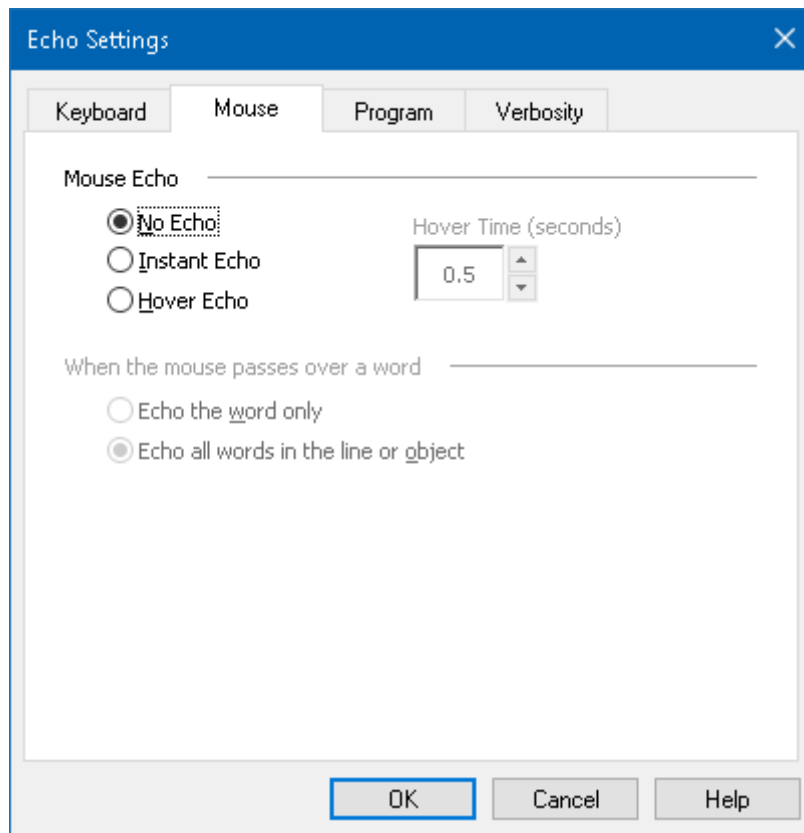 Echo Settings
Keyboard Mouse Program Verbosity
Mouse Echo
No Echo
Hover Time (seconds)
Instant Echo
0.5
Hover Echo
When the mouse passes over a word
Echo the word only
Echo all words in the line or object
OK Cancel Help